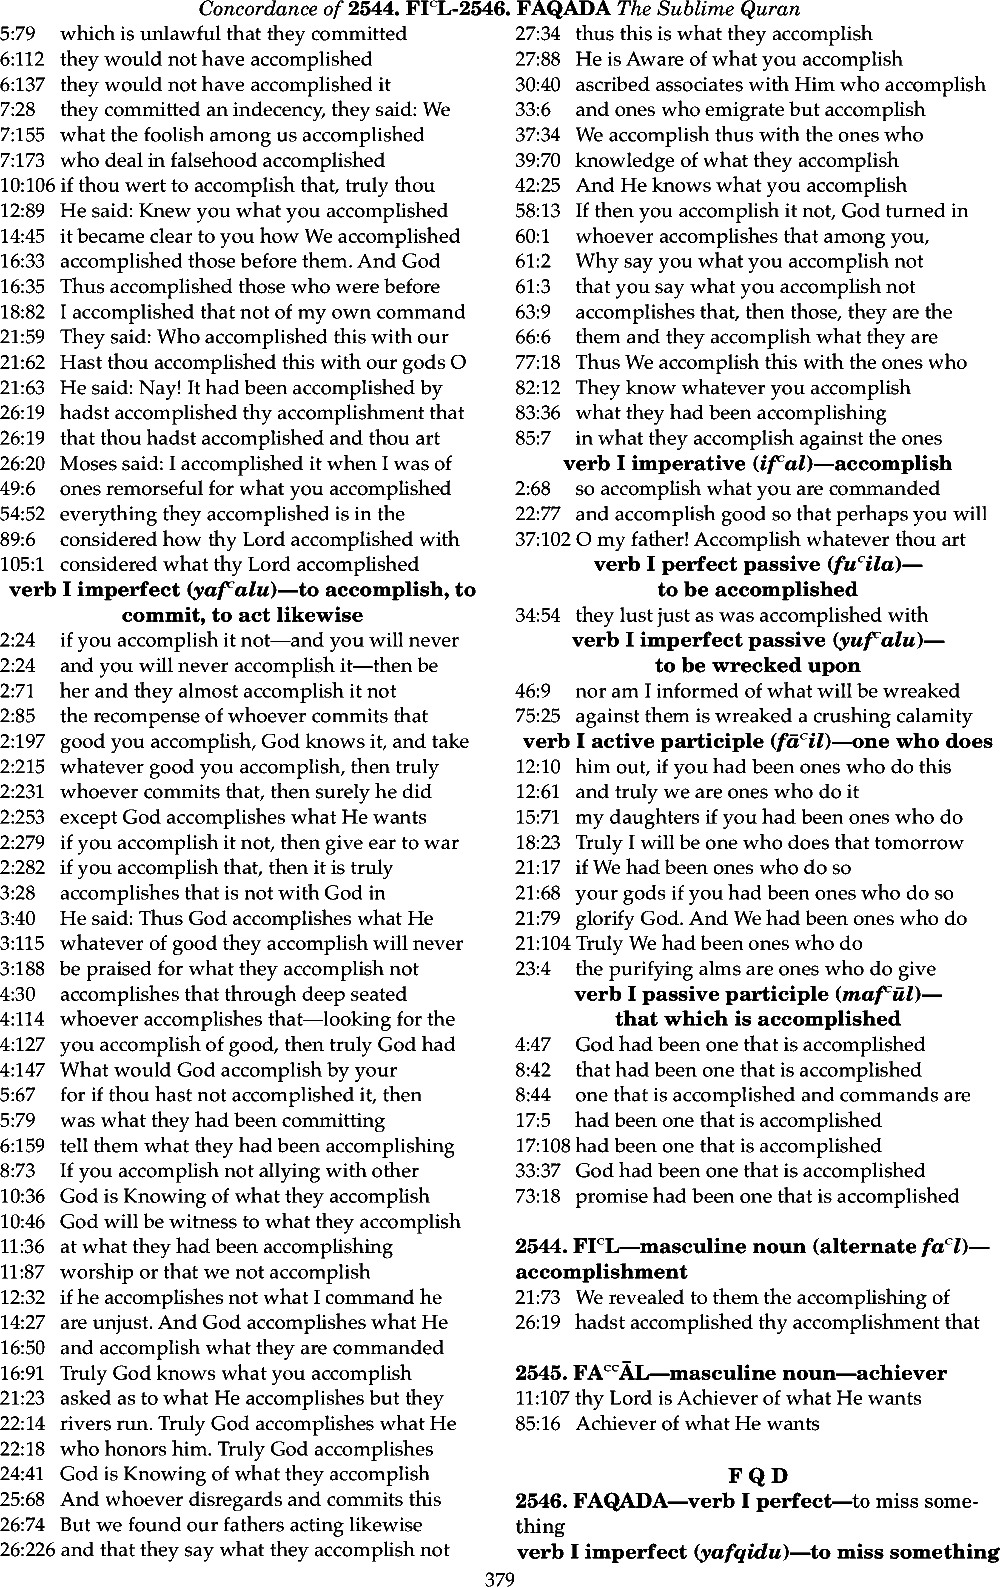 Concordance of 2544. FIᶜL-2546. FAQADA The Sublime Quran
5:79 which is unlawful that they committed
6:112 they would not have accomplished
6:137 they would not have accomplished it
7:28 they committed an indecency, they said: We
7:155 what the foolish among us accomplished
7:173 who deal in falsehood accomplished
10:106 if thou wert to accomplish that, truly thou
12:89 He said: Knew you what you accomplished
14:45 it became clear to you how We accomplished
16:33 accomplished those before them. And God
16:35 Thus accomplished those who were before
18:82 I accomplished that not of my own command
21:59 They said: Who accomplished this with our
21:62 Hast thou accomplished this with our gods O
21:63 He said: Nay! It had been accomplished by
26:19 hadst accomplished thy accomplishment that
26:19 that thou hadst accomplished and thou art
26:20 Moses said: I accomplished it when I was of
49:6 ones remorseful for what you accomplished
54:52 everything they accomplished is in the
89:6 considered how thy Lord accomplished with
105:1 considered what thy Lord accomplished
verb I imperfect (yafᶜalu)—to accomplish, to
commit, to act likewise
2:24 if you accomplish it not—and you will never
2:24 and you will never accomplish it—then be
2:71 her and they almost accomplish it not
2:85 the recompense of whoever commits that
2:197 good you accomplish, God knows it, and take
2:215 whatever good you accomplish, then truly
2:231 whoever commits that, then surely he did
2:253 except God accomplishes what He wants
2:279 if you accomplish it not, then give ear to war
2:282 if you accomplish that, then it is truly
3:28 accomplishes that is not with God in
3:40 He said: Thus God accomplishes what He
3:115 whatever of good they accomplish will never
3:188 be praised for what they accomplish not
4:30 accomplishes that through deep seated
4:114 whoever accomplishes that—looking for the
4:127 you accomplish of good, then truly God had
4:147 What would God accomplish by your
5:67 for if thou hast not accomplished it, then
5:79 was what they had been committing
6:159 tell them what they had been accomplishing
8:73 If you accomplish not allying with other
10:36 God is Knowing of what they accomplish
10:46 God will be witness to what they accomplish
11:36 at what they had been accomplishing
11:87 worship or that we not accomplish
12:32 if he accomplishes not what I command he
14:27 are unjust. And God accomplishes what He
16:50 and accomplish what they are commanded
16:91 Truly God knows what you accomplish
21:23 asked as to what He accomplishes but they
22:14 rivers run. Truly God accomplishes what He
22:18 who honors him. Truly God accomplishes
24:41 God is Knowing of what they accomplish
25:68 And whoever disregards and commits this
26:74 But we found our fathers acting likewise
26:226 and that they say what they accomplish not
27:34 thus this is what they accomplish
27:88 He is Aware of what you accomplish
30:40 ascribed associates with Him who accomplish
33:6 and ones who emigrate but accomplish
37:34 We accomplish thus with the ones who
39:70 knowledge of what they accomplish
42:25 And He knows what you accomplish
58:13 If then you accomplish it not, God turned in
60:1 whoever accomplishes that among you,
61:2 Why say you what you accomplish not
61:3 that you say what you accomplish not
63:9 accomplishes that, then those, they are the
66:6 them and they accomplish what they are
77:18 Thus We accomplish this with the ones who
82:12 They know whatever you accomplish
83:36 what they had been accomplishing
85:7 in what they accomplish against the ones
verb I imperative (ifᶜal)—accomplish
2:68 so accomplish what you are commanded
22:77 and accomplish good so that perhaps you will
37:102 O my father! Accomplish whatever thou art
verb I perfect passive (fuᶜila)—
to be accomplished
34:54 they lust just as was accomplished with
verb I imperfect passive (yufᶜalu)—
to be wrecked upon
46:9 nor am I informed of what will be wreaked
75:25 against them is wreaked a crushing calamity
verb I active participle (fāᶜil)—one who does
12:10 him out, if you had been ones who do this
12:61 and truly we are ones who do it
15:71 my daughters if you had been ones who do
18:23 Truly I will be one who does that tomorrow
21:17 if We had been ones who do so
21:68 your gods if you had been ones who do so
21:79 glorify God. And We had been ones who do
21:104 Truly We had been ones who do
23:4 the purifying alms are ones who do give
verb I passive participle (mafᶜūl)—
that which is accomplished
4:47 God had been one that is accomplished
8:42 that had been one that is accomplished
8:44 one that is accomplished and commands are
17:5 had been one that is accomplished
17:108 had been one that is accomplished
33:37 God had been one that is accomplished
73:18 promise had been one that is accomplished
2544. FIᶜL—masculine noun (alternate faᶜl)—
accomplishment
21:73 We revealed to them the accomplishing of
26:19 hadst accomplished thy accomplishment that
2545. FAᶜᶜĀL—masculine noun—achiever
11:107 thy Lord is Achiever of what He wants
85:16 Achiever of what He wants
F Q D
2546. FAQADA—verb I perfect—to miss some-
thing
verb I imperfect (yafqidu)—to miss something
379